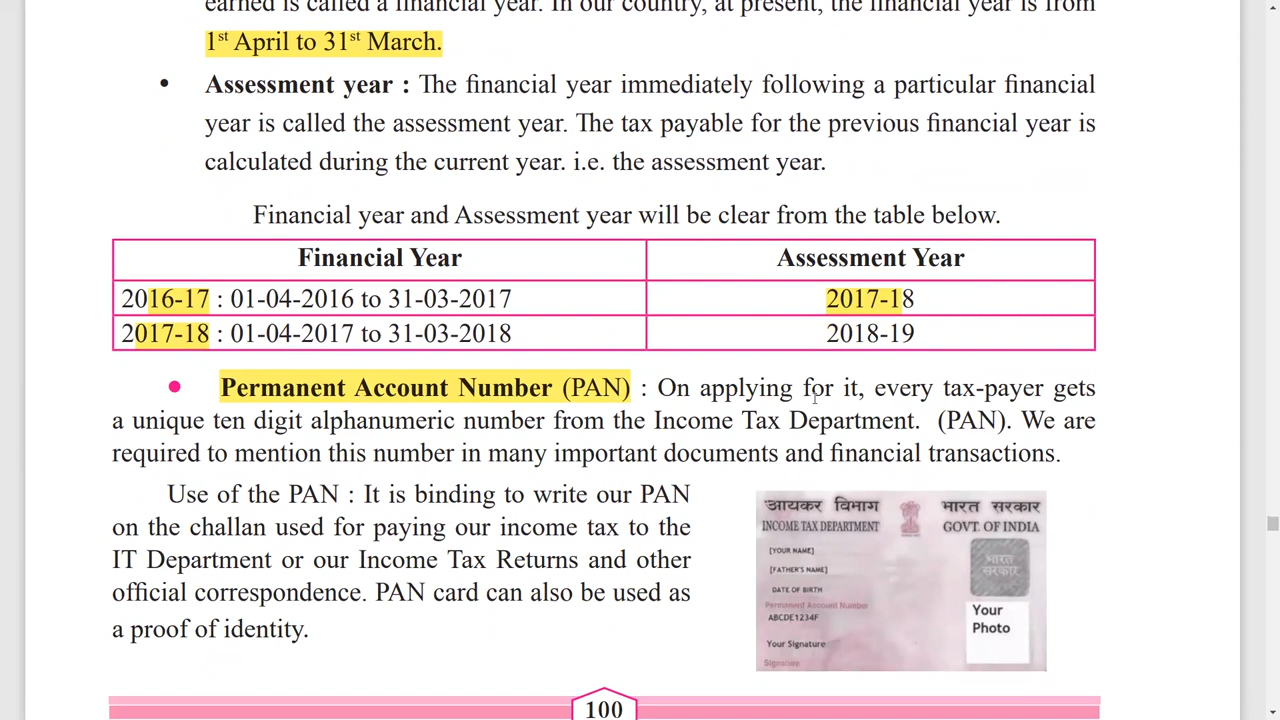 earned is called a financial year. In our country, at present, the financial year is from
1st April to 31st March.
• Assessment year : The financial year immediately following a particular financial
year is called the assessment year. The tax payable for the previous financial year is
calculated during the current year. i.e. the assessment year.
Financial year and Assessment year will be clear from the table below.
Financial Year Assessment Year
2016-17 : 01-04-2016 to 31-03-2017 2017-18
2017-18 : 01-04-2017 to 31-03-2018 2018-19
• Permanent Account Number (PAN) : On applying for it, every tax-payer gets
a unique ten digit alphanumeric number from the Income Tax Department. (PAN). We are
required to mention this number in many important documents and financial transactions.
Use of the PAN : It is binding to write our PAN
on the challan used for paying our income tax to the
IT Department or our Income Tax Returns and other
official correspondence. PAN card can also be used as
a proof of identity.
आयकर विभाग भारत सरकार
INCOME TAX DEPARTMENT GOVT. OF INDIA
[YOUR NAME]
[FATHER'S NAME]
DATE OF BIRTH
Permanent Account Number
ABCDE1234F
Your Signature
Signature
भारत
सरकार
Your
Photo
100